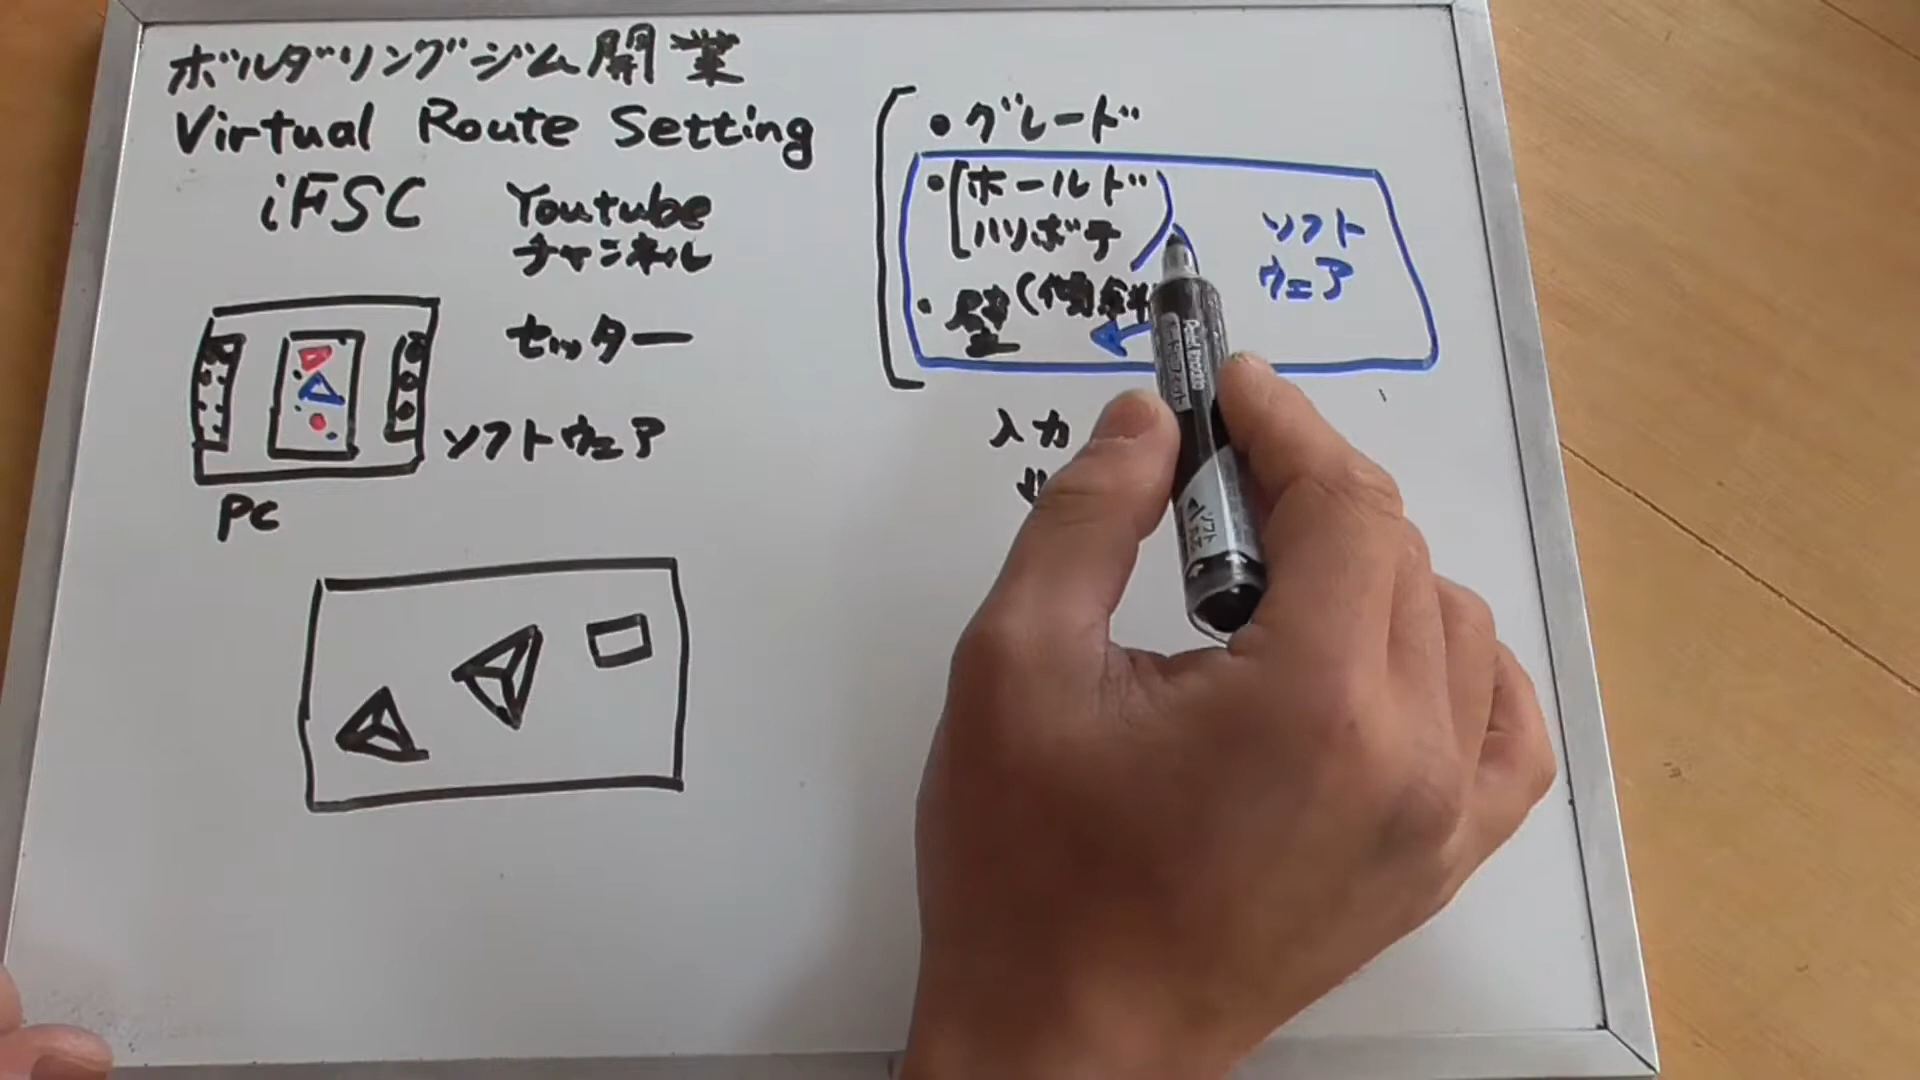 ボルダリングジム開業
Virtual Route Setting
iFSC
Youtube
チャンネル
セッター
ソフトウェア
PC
・グレード
・ホールド
ハリボテ
・壁(傾斜
ソフト
ウェア
入力